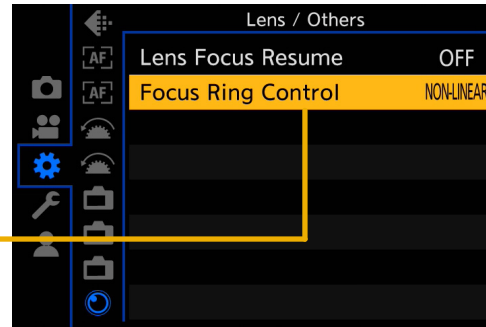 Lens / Others
AF
Lens Focus Resume OFF
AF
Focus Ring Control NON-LINEAR